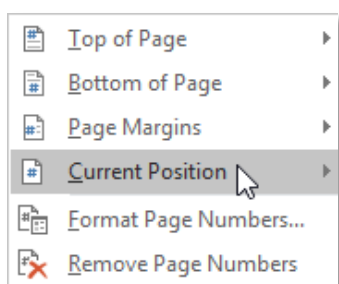 Top of Page
Bottom of Page
Page Margins
Current Position
Format Page Numbers...
Remove Page Numbers